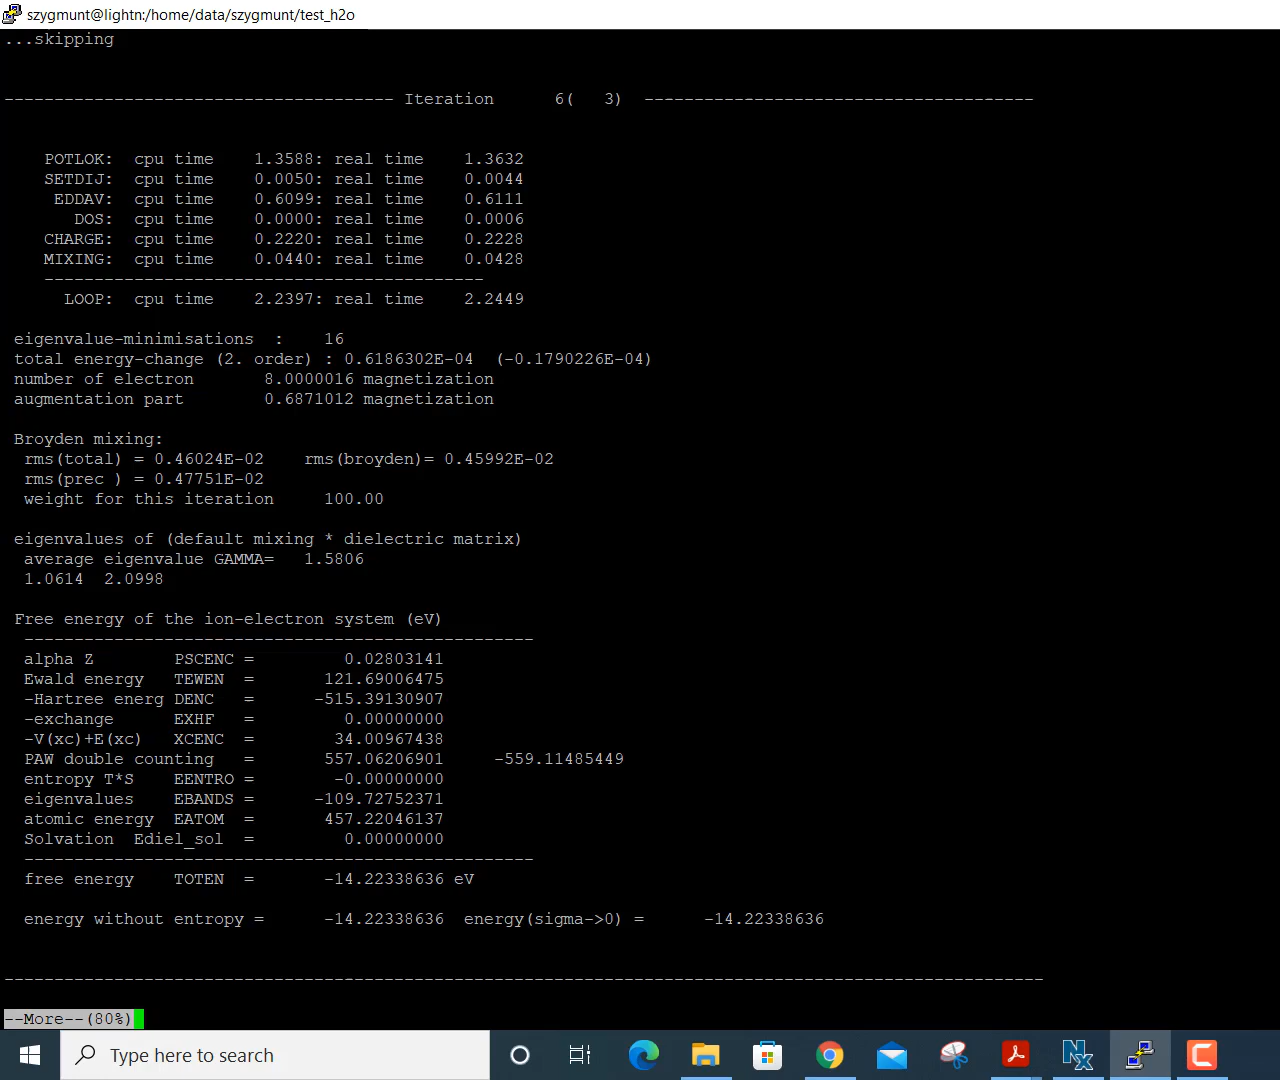 szygmunt@lightn:/home/data/szygmunt/test_h2o
...skipping
--------------------------------------- Iteration      6(   3)  ---------------------------------------
POTLOK:  cpu time    1.3588: real time    1.3632
SETDIJ:  cpu time    0.0050: real time    0.0044
EDDAV:  cpu time    0.6099: real time    0.6111
DOS:  cpu time    0.0000: real time    0.0006
CHARGE:  cpu time    0.2220: real time    0.2228
MIXING:  cpu time    0.0440: real time    0.0428
--------------------------------------------
LOOP:  cpu time    2.2397: real time    2.2449
eigenvalue-minimisations  :    16
total energy-change (2. order) : 0.6186302E-04  (-0.1790226E-04)
number of electron       8.0000016 magnetization
augmentation part        0.6871012 magnetization
Broyden mixing:
rms(total) = 0.46024E-02    rms(broyden)= 0.45992E-02
rms(prec ) = 0.47751E-02
weight for this iteration     100.00
eigenvalues of (default mixing * dielectric matrix)
average eigenvalue GAMMA=   1.5806
1.0614  2.0998
Free energy of the ion-electron system (eV)
---------------------------------------------------
alpha Z        PSCENC =         0.02803141
Ewald energy   TEWEN  =       121.69006475
-Hartree energ DENC   =      -515.39130907
-exchange      EXHF   =         0.00000000
-V(xc)+E(xc)   XCENC  =        34.00967438
PAW double counting   =       557.06206901     -559.11485449
entropy T*S    EENTRO =        -0.00000000
eigenvalues    EBANDS =      -109.72752371
atomic energy  EATOM  =       457.22046137
Solvation  Ediel_sol  =         0.00000000
---------------------------------------------------
free energy    TOTEN  =       -14.22338636 eV
energy without entropy =      -14.22338636  energy(sigma->0) =      -14.22338636
--------------------------------------------------------------------------------------------------------
--More--(80%)
Type here to search